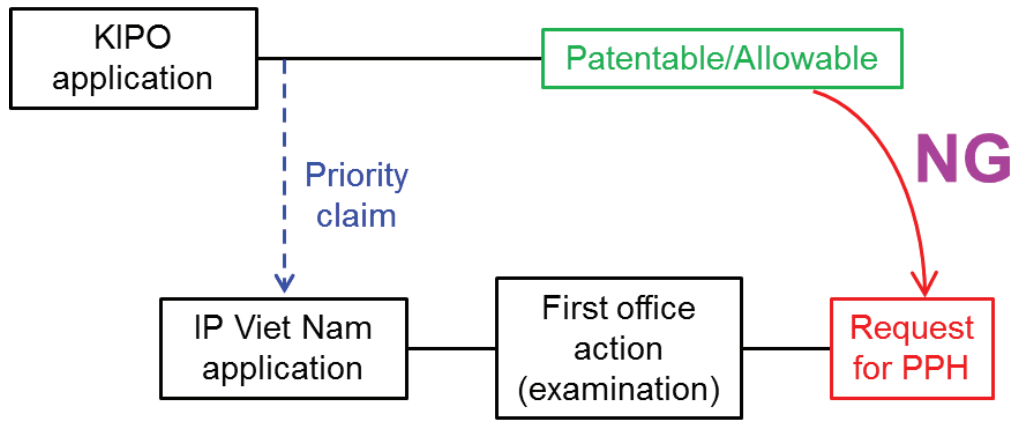 KIPO
application
Patentable/Allowable
NG
Priority
claim
IP Viet Nam
application
First office
action
(examination)
Request
for PPH